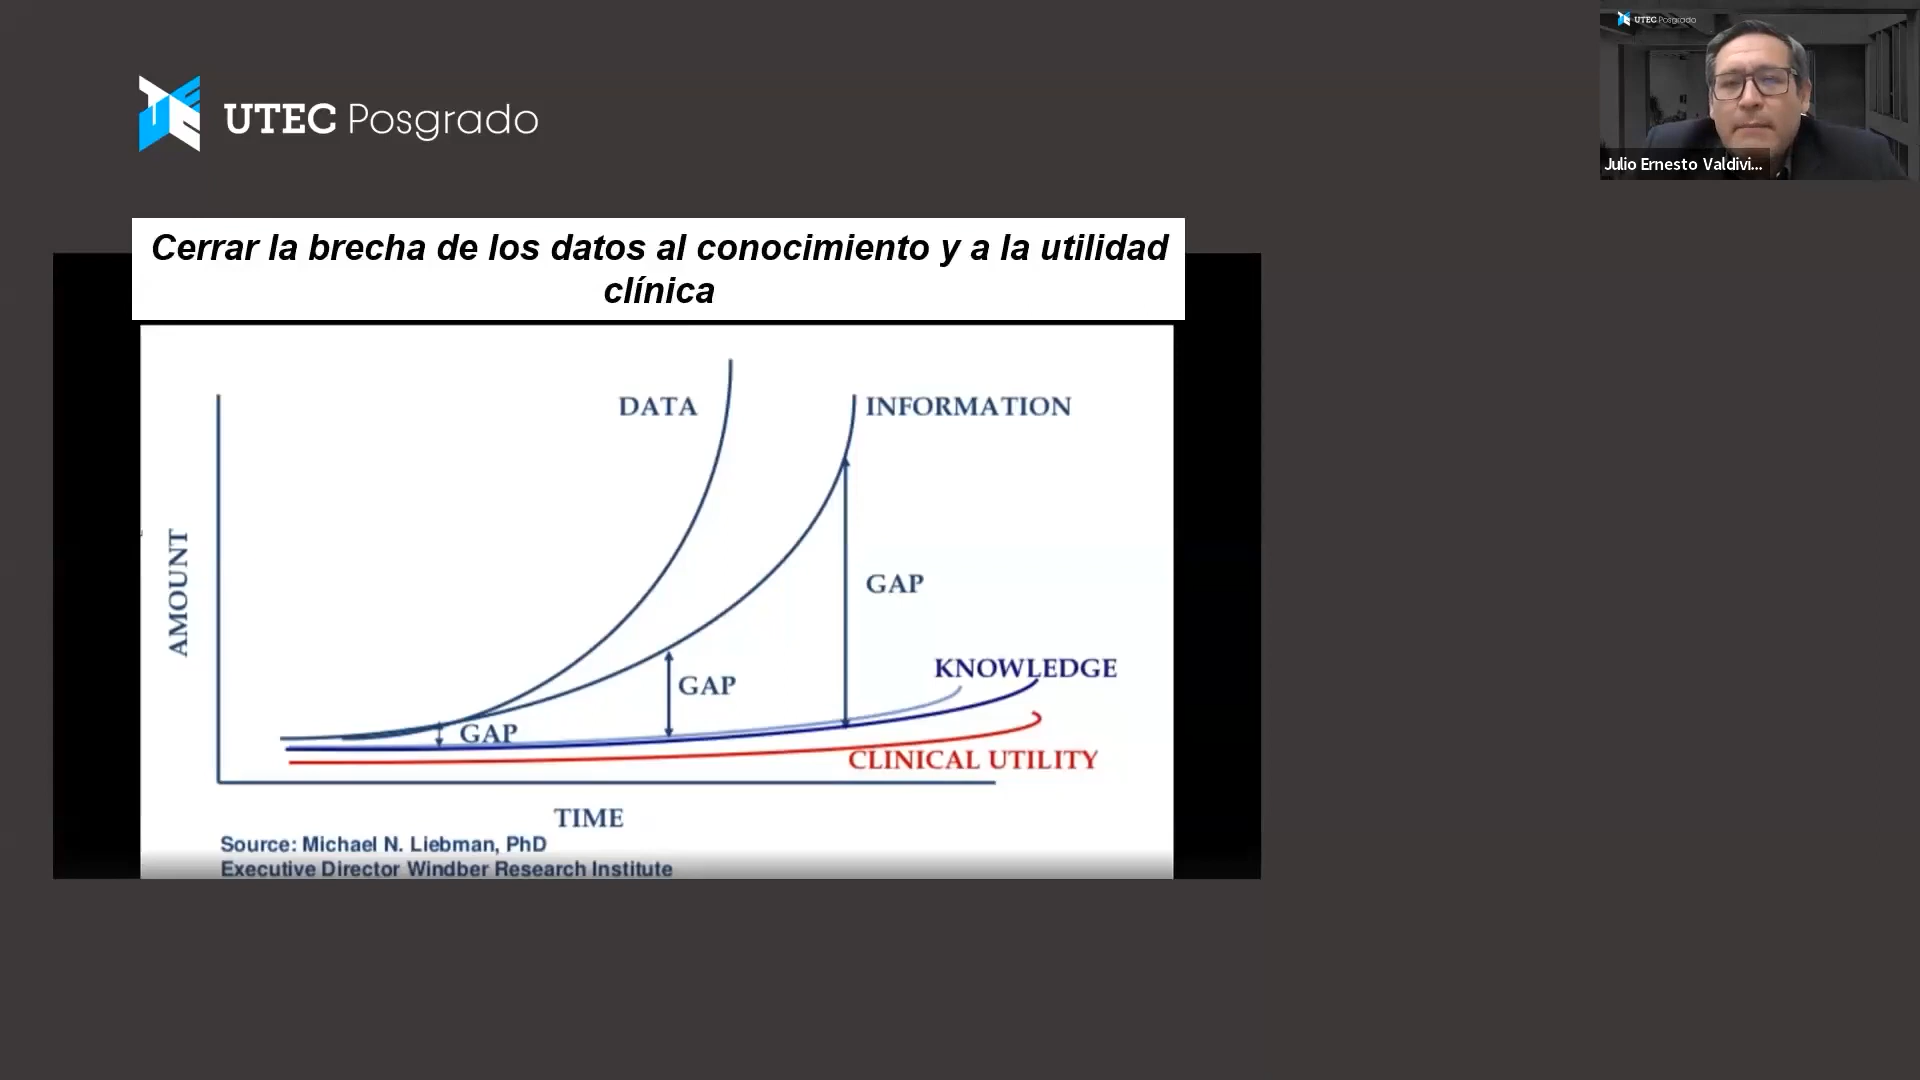 UTEC Posgrado
UTEC Posgrado
Julio Ernesto Valdivi...
Cerrar la brecha de los datos al conocimiento y a la utilidad
clínica
DATA
INFORMATION
AMOUNT
GAP
KNOWLEDGE
GAP
GAP
CLINICAL UTILITY
TIME
Source: Michael N. Liebman, PhD
Executive Director Windber Research Institute